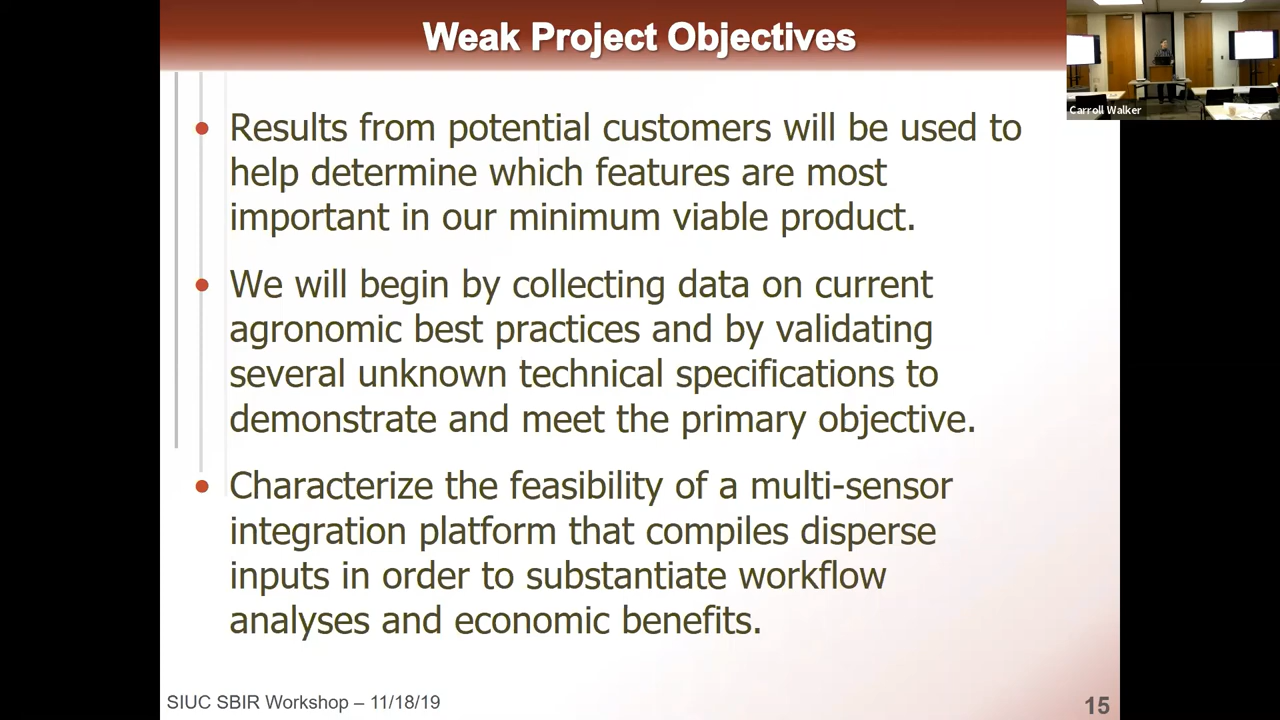 Weak Project Objectives
Carroll Walker
Results from potential customers will be used to
help determine which features are most
important in our minimum viable product.
We will begin by collecting data on current
agronomic best practices and by validating
several unknown technical specifications to
demonstrate and meet the primary objective.
Characterize the feasibility of a multi-sensor
integration platform that compiles disperse
inputs in order to substantiate workflow
analyses and economic benefits.
SIUC SBIR Workshop – 11/18/19
15